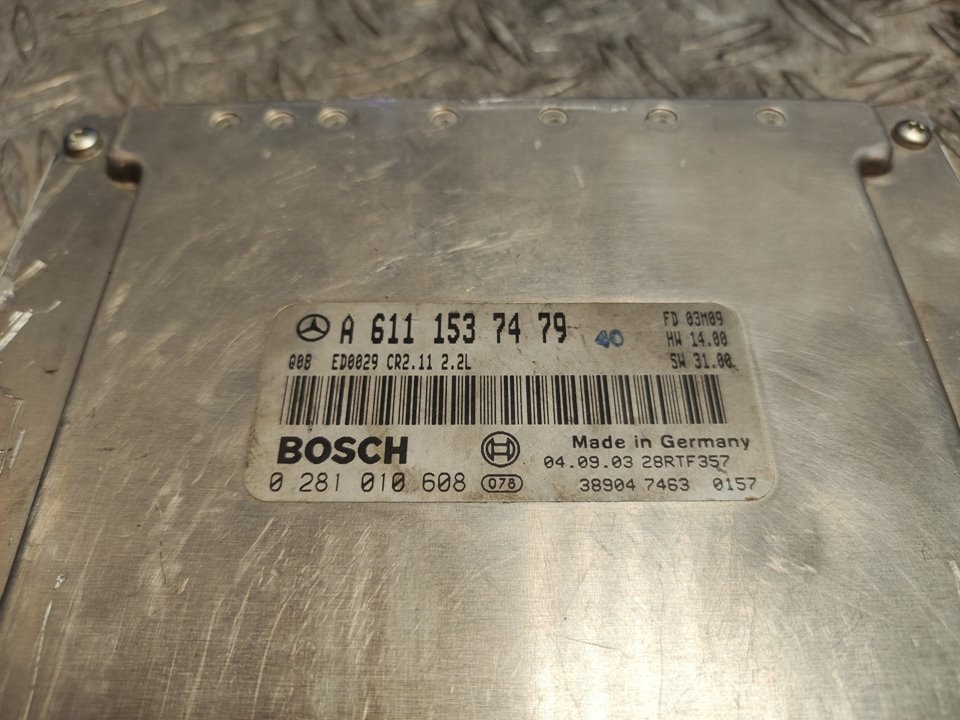 A 611 153 74 79 40 FD 03M09
HW 14.00
Q08 ED0029 CR2.11 2.2L SW 31.00
BOSCH Made in Germany
04.09.03 28RTF357
0 281 010 608 078 38904 7463 0157